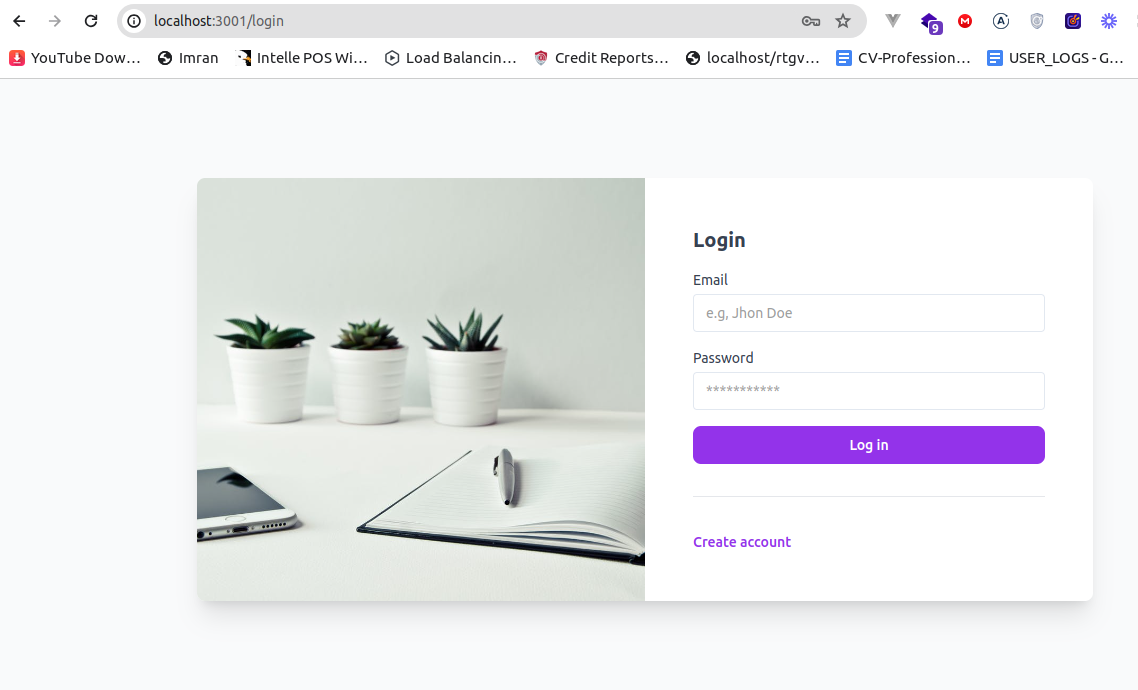 localhost:3001/login
9
YouTube Dow... Imran Intelle POS Wi... Load Balancin... Credit Reports... localhost/rtgv... CV-Profession... USER_LOGS - G...
Login
Email
e.g, Jhon Doe
Password
***********
Log in
Create account